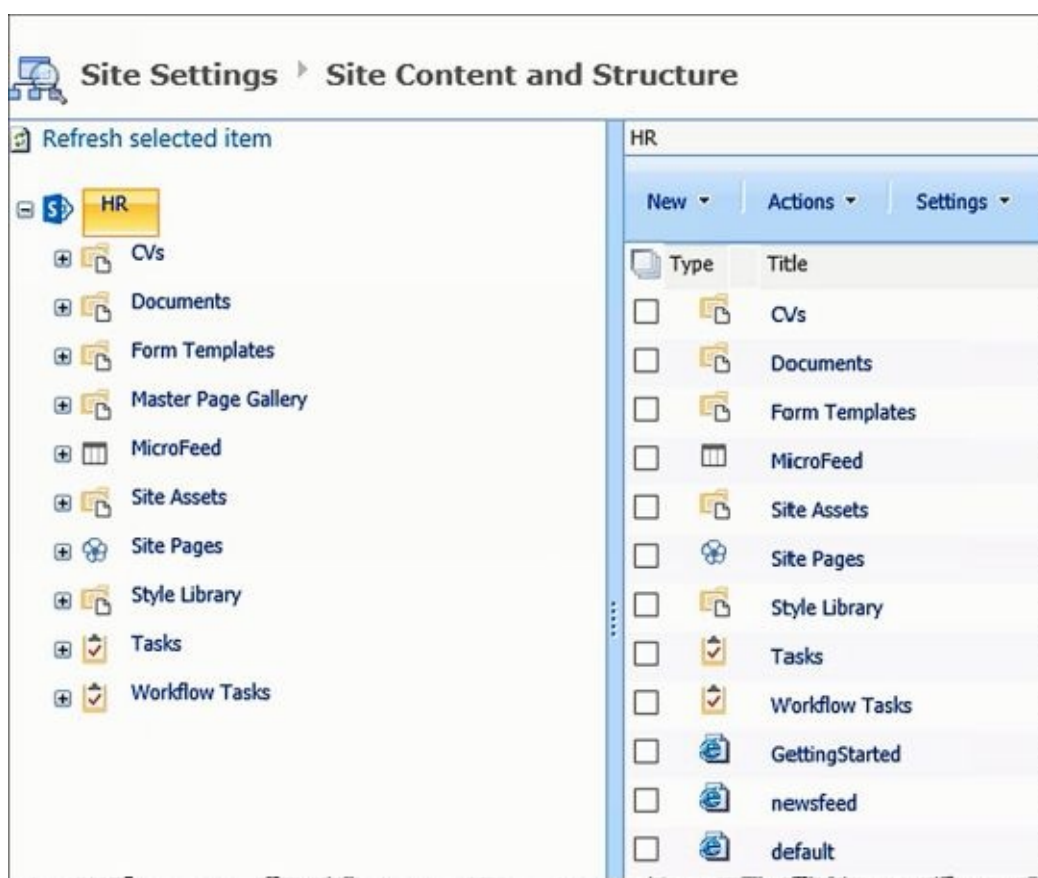 Site Settings Site Content and Structure
Refresh selected item
HR
CVs
Documents
Form Templates
Master Page Gallery
MicroFeed
Site Assets
Site Pages
Style Library
Tasks
Workflow Tasks
HR
New Actions Settings
Type Title
CVs
Documents
Form Templates
MicroFeed
Site Assets
Site Pages
Style Library
Tasks
Workflow Tasks
GettingStarted
newsfeed
default